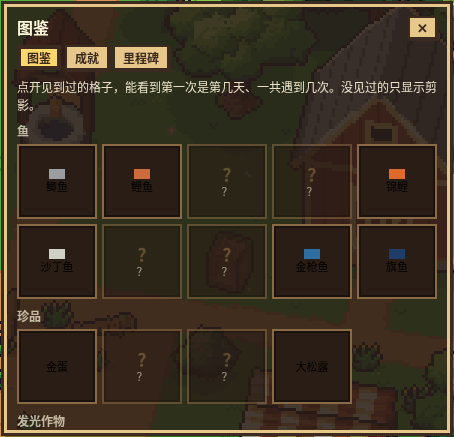 图鉴
×
图鉴 成就 里程碑
点开见到过的格子，能看到第一次是第几天、一共遇到几次。没见过的只显示剪
影。
鱼
鲫鱼 鲤鱼 ? ? ? ? 锦鲤
沙丁鱼 ? ? ? ? 金枪鱼 旗鱼
珍品
金蛋 ? ? ? ? 大松露
发光作物